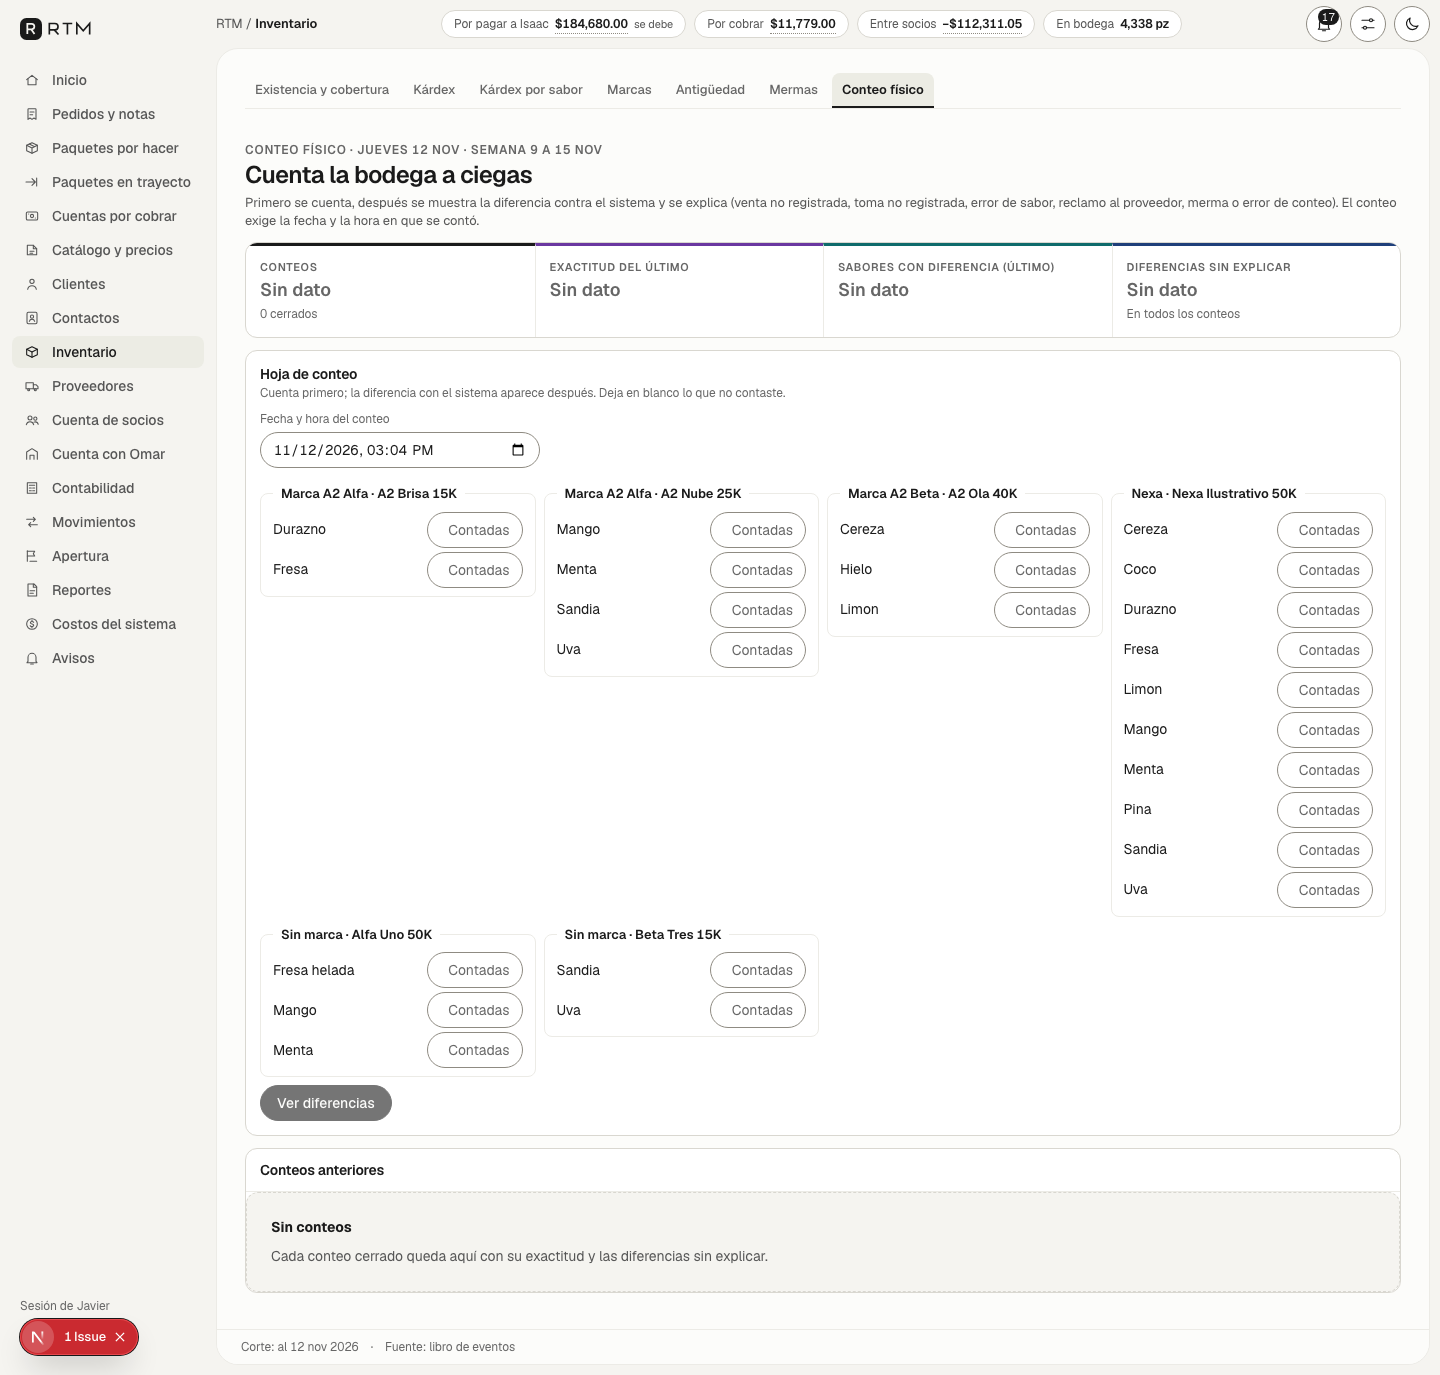 R RTM
RTM / Inventario
Por pagar a Isaac $184,680.00 se debe
Por cobrar $11,779.00
Entre socios −$112,311.05
En bodega 4,338 pz
17
Inicio
Pedidos y notas
Paquetes por hacer
Paquetes en trayecto
Cuentas por cobrar
Catálogo y precios
Clientes
Contactos
Inventario
Proveedores
Cuenta de socios
Cuenta con Omar
Contabilidad
Movimientos
Apertura
Reportes
Costos del sistema
Avisos
Sesión de Javier
N 1 Issue
Existencia y cobertura
Kárdex
Kárdex por sabor
Marcas
Antigüedad
Mermas
Conteo físico
CONTEO FÍSICO · JUEVES 12 NOV · SEMANA 9 A 15 NOV
Cuenta la bodega a ciegas
Primero se cuenta, después se muestra la diferencia contra el sistema y se explica (venta no registrada, toma no registrada, error de sabor, reclamo al proveedor, merma o error de conteo). El conteo
exige la fecha y la hora en que se contó.
CONTEOS
Sin dato
0 cerrados
EXACTITUD DEL ÚLTIMO
Sin dato
SABORES CON DIFERENCIA (ÚLTIMO)
Sin dato
DIFERENCIAS SIN EXPLICAR
Sin dato
En todos los conteos
Hoja de conteo
Cuenta primero; la diferencia con el sistema aparece después. Deja en blanco lo que no contaste.
Fecha y hora del conteo
11/12/2026, 03:04 PM
Marca A2 Alfa · A2 Brisa 15K
Durazno Contadas
Fresa Contadas
Marca A2 Alfa · A2 Nube 25K
Mango Contadas
Menta Contadas
Sandia Contadas
Uva Contadas
Marca A2 Beta · A2 Ola 40K
Cereza Contadas
Hielo Contadas
Limon Contadas
Nexa · Nexa Ilustrativo 50K
Cereza Contadas
Coco Contadas
Durazno Contadas
Fresa Contadas
Limon Contadas
Mango Contadas
Menta Contadas
Pina Contadas
Sandia Contadas
Uva Contadas
Sin marca · Alfa Uno 50K
Fresa helada Contadas
Mango Contadas
Menta Contadas
Sin marca · Beta Tres 15K
Sandia Contadas
Uva Contadas
Ver diferencias
Conteos anteriores
Sin conteos
Cada conteo cerrado queda aquí con su exactitud y las diferencias sin explicar.
Corte: al 12 nov 2026 · Fuente: libro de eventos